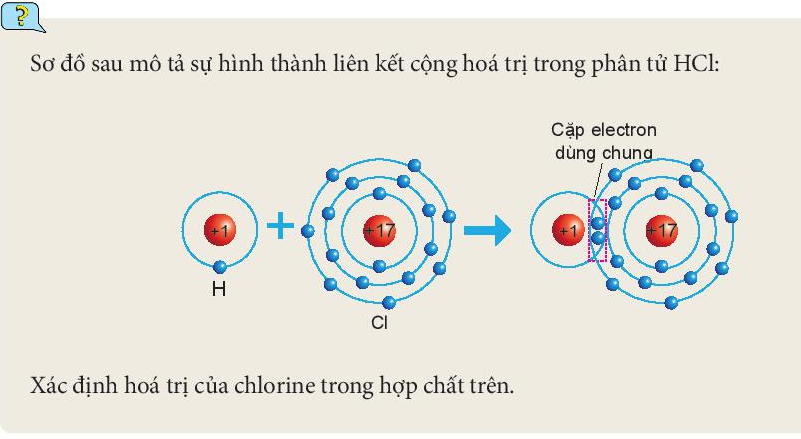 ?
Sơ đồ sau mô tả sự hình thành liên kết cộng hoá trị trong phân tử HCl:
Cặp electron
dùng chung
+1
+
+17
+1
+17
H
Cl
Xác định hoá trị của chlorine trong hợp chất trên.